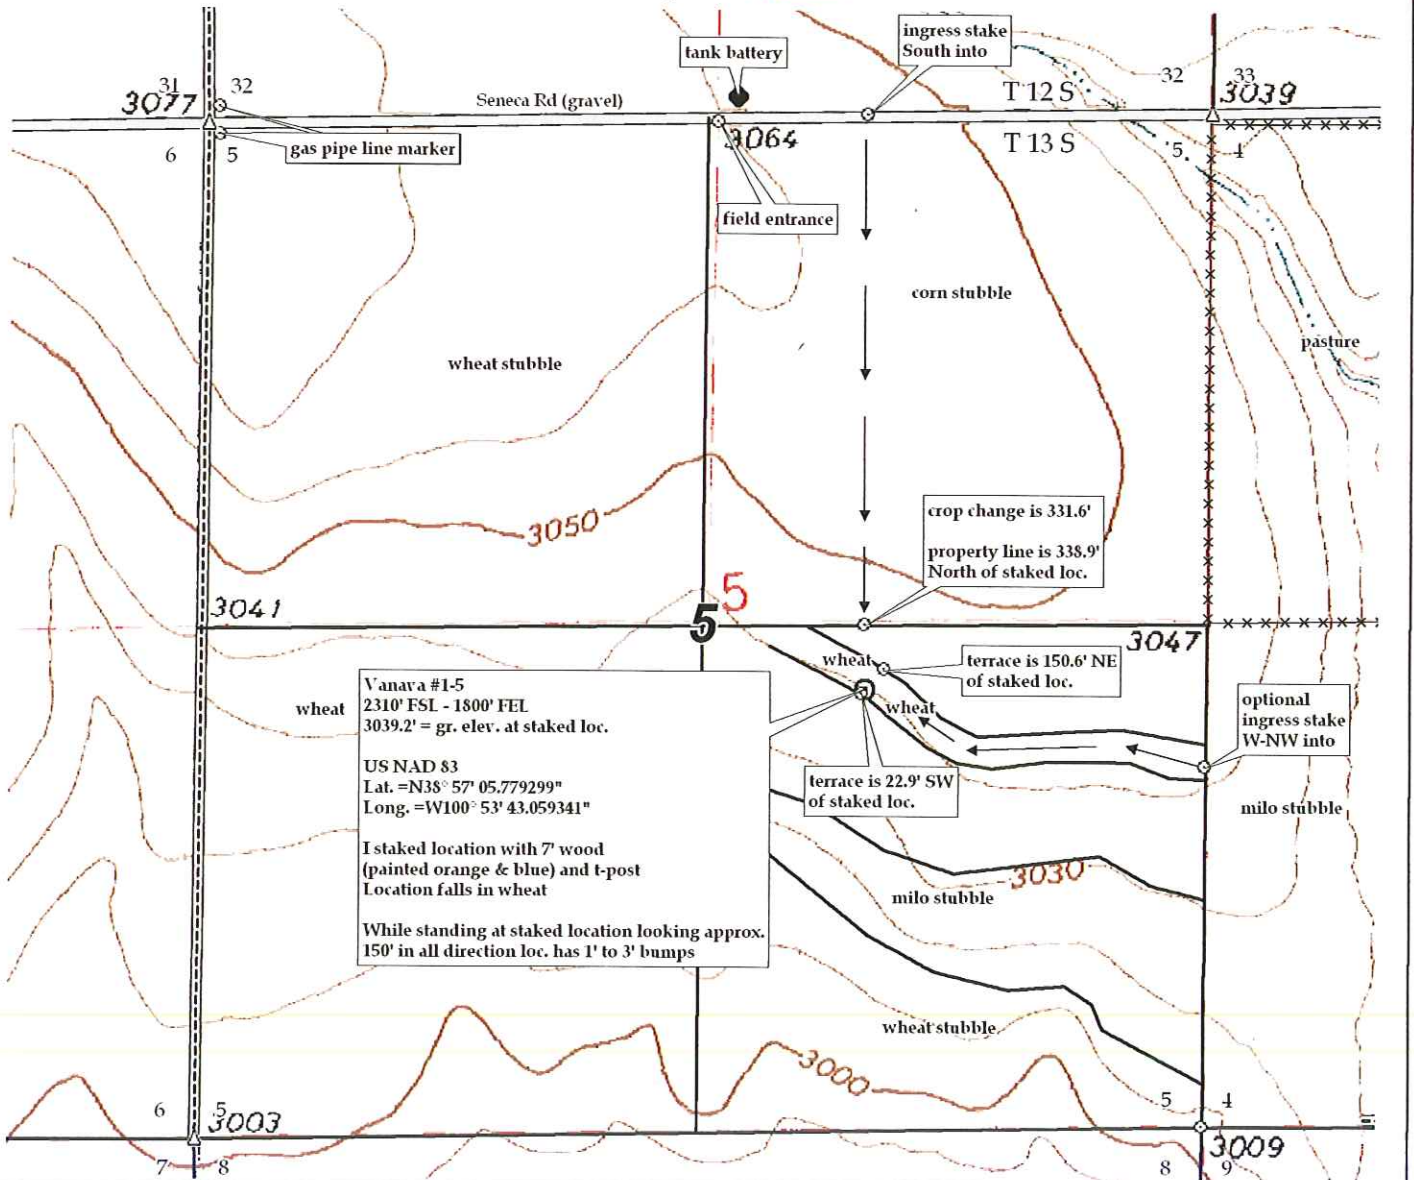 ingress stake
South into
tank battery
31
32
32
33
3077
Seneca Rd (gravel)
T 12 S
3039
3064
T 13 S
6
5
gas pipe line marker
5
4
field entrance
corn stubble
pasture
wheat stubble
crop change is 331.6'
property line is 338.9'
North of staked loc.
3050
3041
5
5
3047
wheat
terrace is 150.6' NE
of staked loc.
Vanava #1-5
2310' FSL - 1800' FEL
3039.2' = gr. elev. at staked loc.
US NAD 83
Lat. =N38° 57' 05.779299"
Long. =W100° 53' 43.059341"
I staked location with 7' wood
(painted orange & blue) and t-post
Location falls in wheat
While standing at staked location looking approx.
150' in all direction loc. has 1' to 3' bumps
wheat
wheat
optional
ingress stake
W-NW into
terrace is 22.9' SW
of staked loc.
milo stubble
3030
milo stubble
wheat stubble
3000
6
5
3003
5
4
7
8
3009
8
9